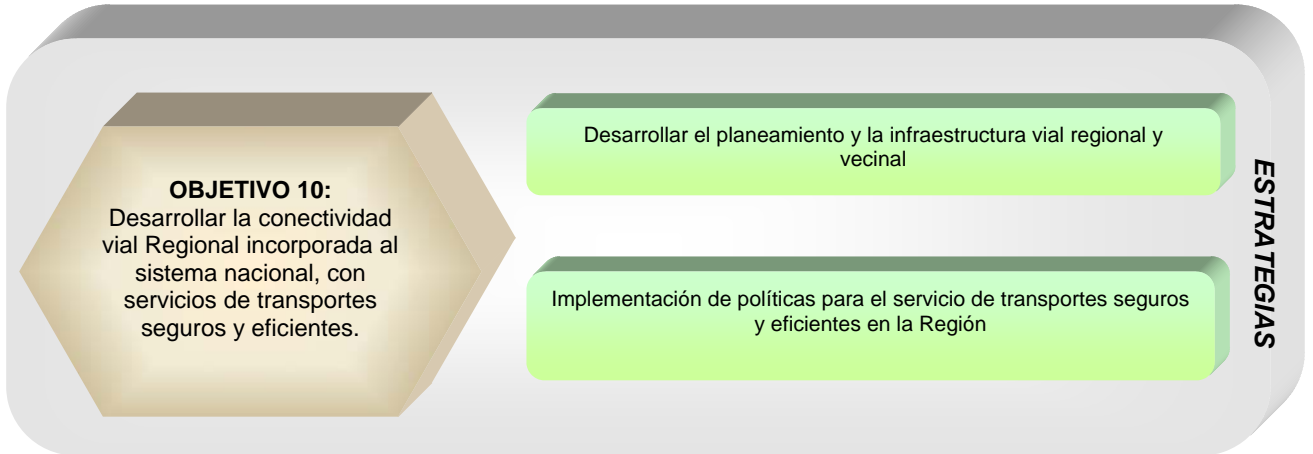 OBJETIVO 10:
Desarrollar la conectividad
vial Regional incorporada al
sistema nacional, con
servicios de transportes
seguros y eficientes.
Desarrollar el planeamiento y la infraestructura vial regional y
vecinal
Implementación de políticas para el servicio de transportes seguros
y eficientes en la Región
ESTRATEGIAS